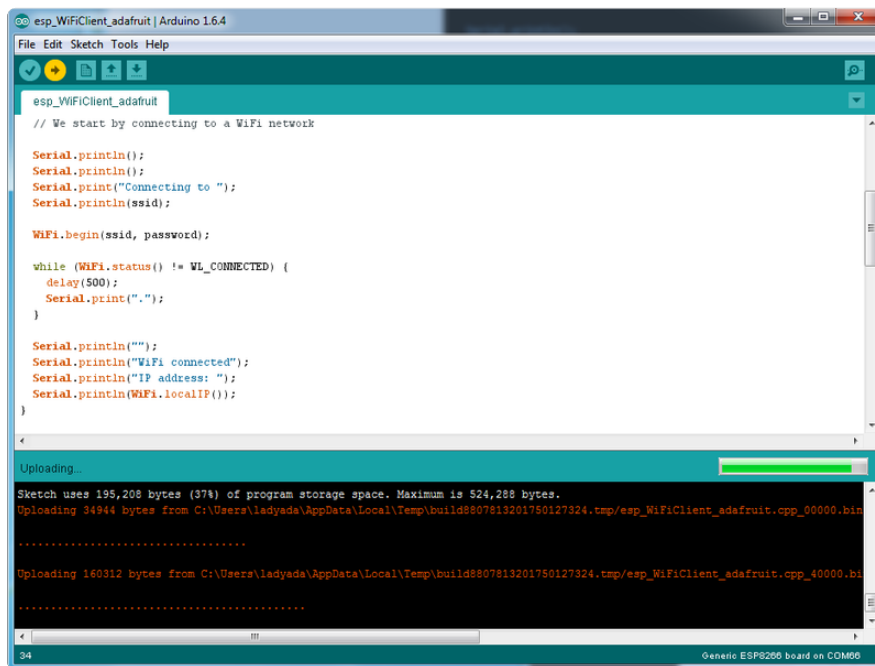 esp_WiFiClient_adafruit | Arduino 1.6.4
File Edit Sketch Tools Help
esp_WiFiClient_adafruit
// We start by connecting to a WiFi network
Serial.println();
Serial.println();
Serial.print("Connecting to ");
Serial.println(ssid);
WiFi.begin(ssid, password);
while (WiFi.status() != WL_CONNECTED) {
delay(500);
Serial.print(".");
}
Serial.println("");
Serial.println("WiFi connected");
Serial.println("IP address: ");
Serial.println(WiFi.localIP());
}
Uploading...
Sketch uses 195,208 bytes (37%) of program storage space. Maximum is 524,288 bytes.
Uploading 34944 bytes from C:\Users\ladyada\AppData\Local\Temp\build8807813201750127324.tmp/esp_WiFiClient_adafruit.cpp_00000.bin
...................................
Uploading 160312 bytes from C:\Users\ladyada\AppData\Local\Temp\build8807813201750127324.tmp/esp_WiFiClient_adafruit.cpp_40000.bi
............................................
34 Generic ESP8266 board on COM66